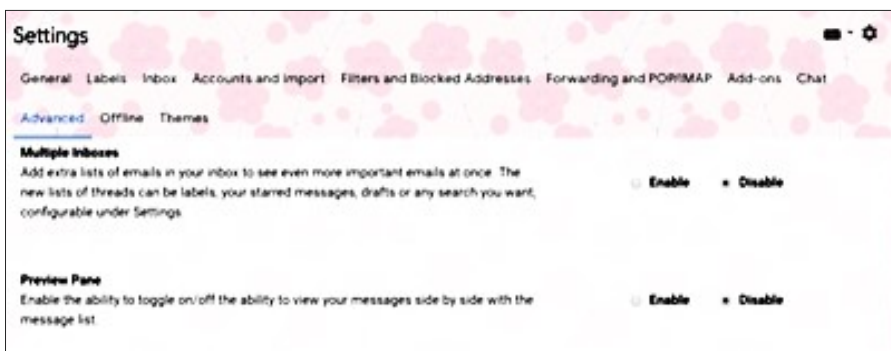 Settings
General Labels Inbox Accounts and Import Filters and Blocked Addresses Forwarding and POP/IMAP Add-ons Chat
Advanced Offline Themes
Multiple Inboxes
Add extra lists of emails in your inbox to see even more important emails at once. The
new lists of threads can be labels, your starred messages, drafts or any search you want,
configurable under Settings
Enable Disable
Preview Pane
Enable the ability to toggle on/off the ability to view your messages side by side with the
message list.
Enable Disable